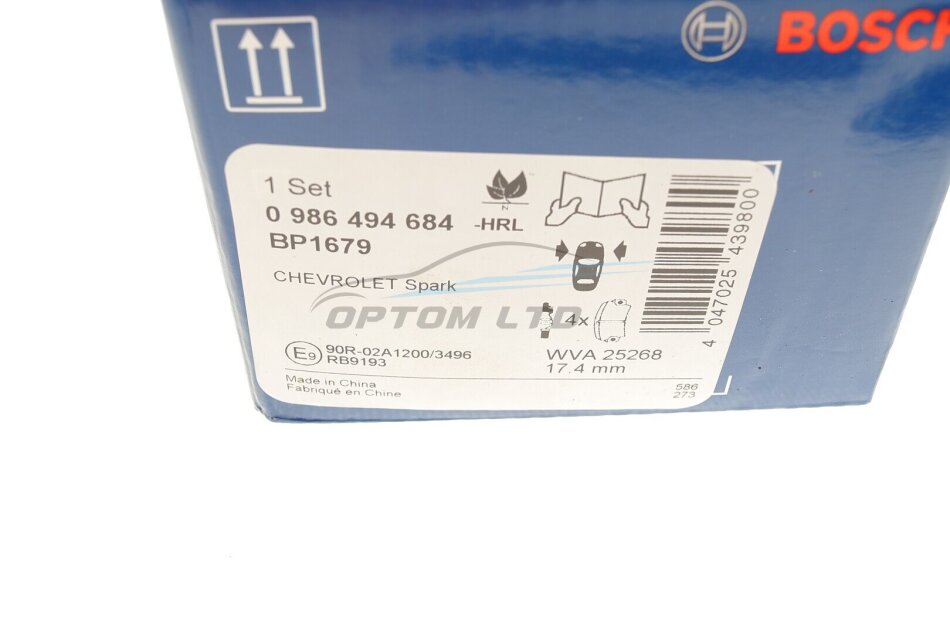 BOSCH
1 Set
0 986 494 684 -HRL
BP1679
CHEVROLET Spark
OPTOM LTD
4x
N
E9 90R-02A1200/3496
RB9193
WVA 25268
17.4 mm
Made in China
Fabriqué en Chine
586
273
4 047025 439800